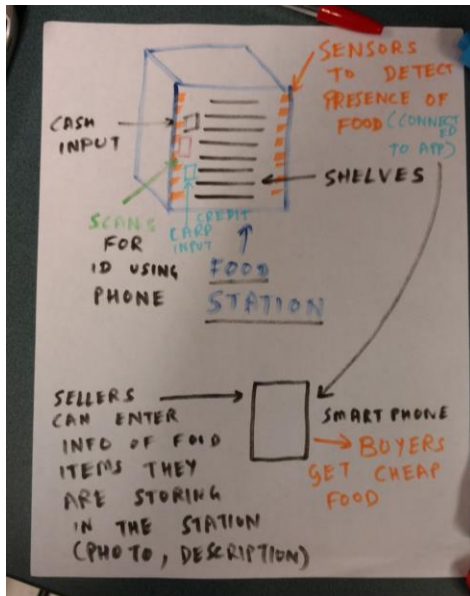 SENSORS
TO DETECT
PRESENCE OF
FOOD (CONNECTED
TO APP)
CASH
INPUT
SHELVES
SCANS
FOR
ID USING
PHONE
CREDIT
CARD
INPUT
FOOD
STATION
SELLERS
CAN ENTER
INFO OF FOOD
ITEMS THEY
ARE STORING
IN THE STATION
(PHOTO, DESCRIPTION)
SMARTPHONE
BUYERS
GET CHEAP
FOOD